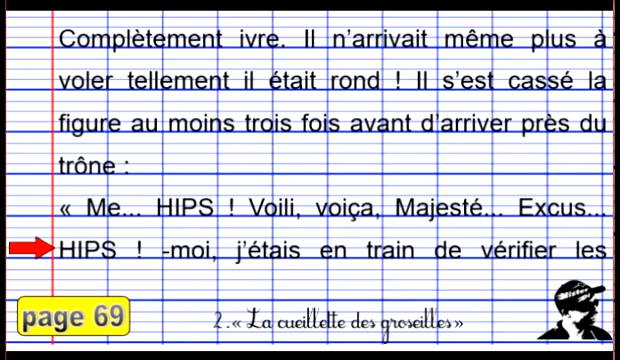 Complètement ivre. Il n'arrivait même plus à
voler tellement il était rond ! Il s'est cassé la
figure au moins trois fois avant d'arriver près du
trône :
« Me... HIPS ! Voili, voiça, Majesté... Excus...
HIPS ! -moi, j'étais en train de vérifier les
page 69
2.« La cueillette des groseilles»
Mister